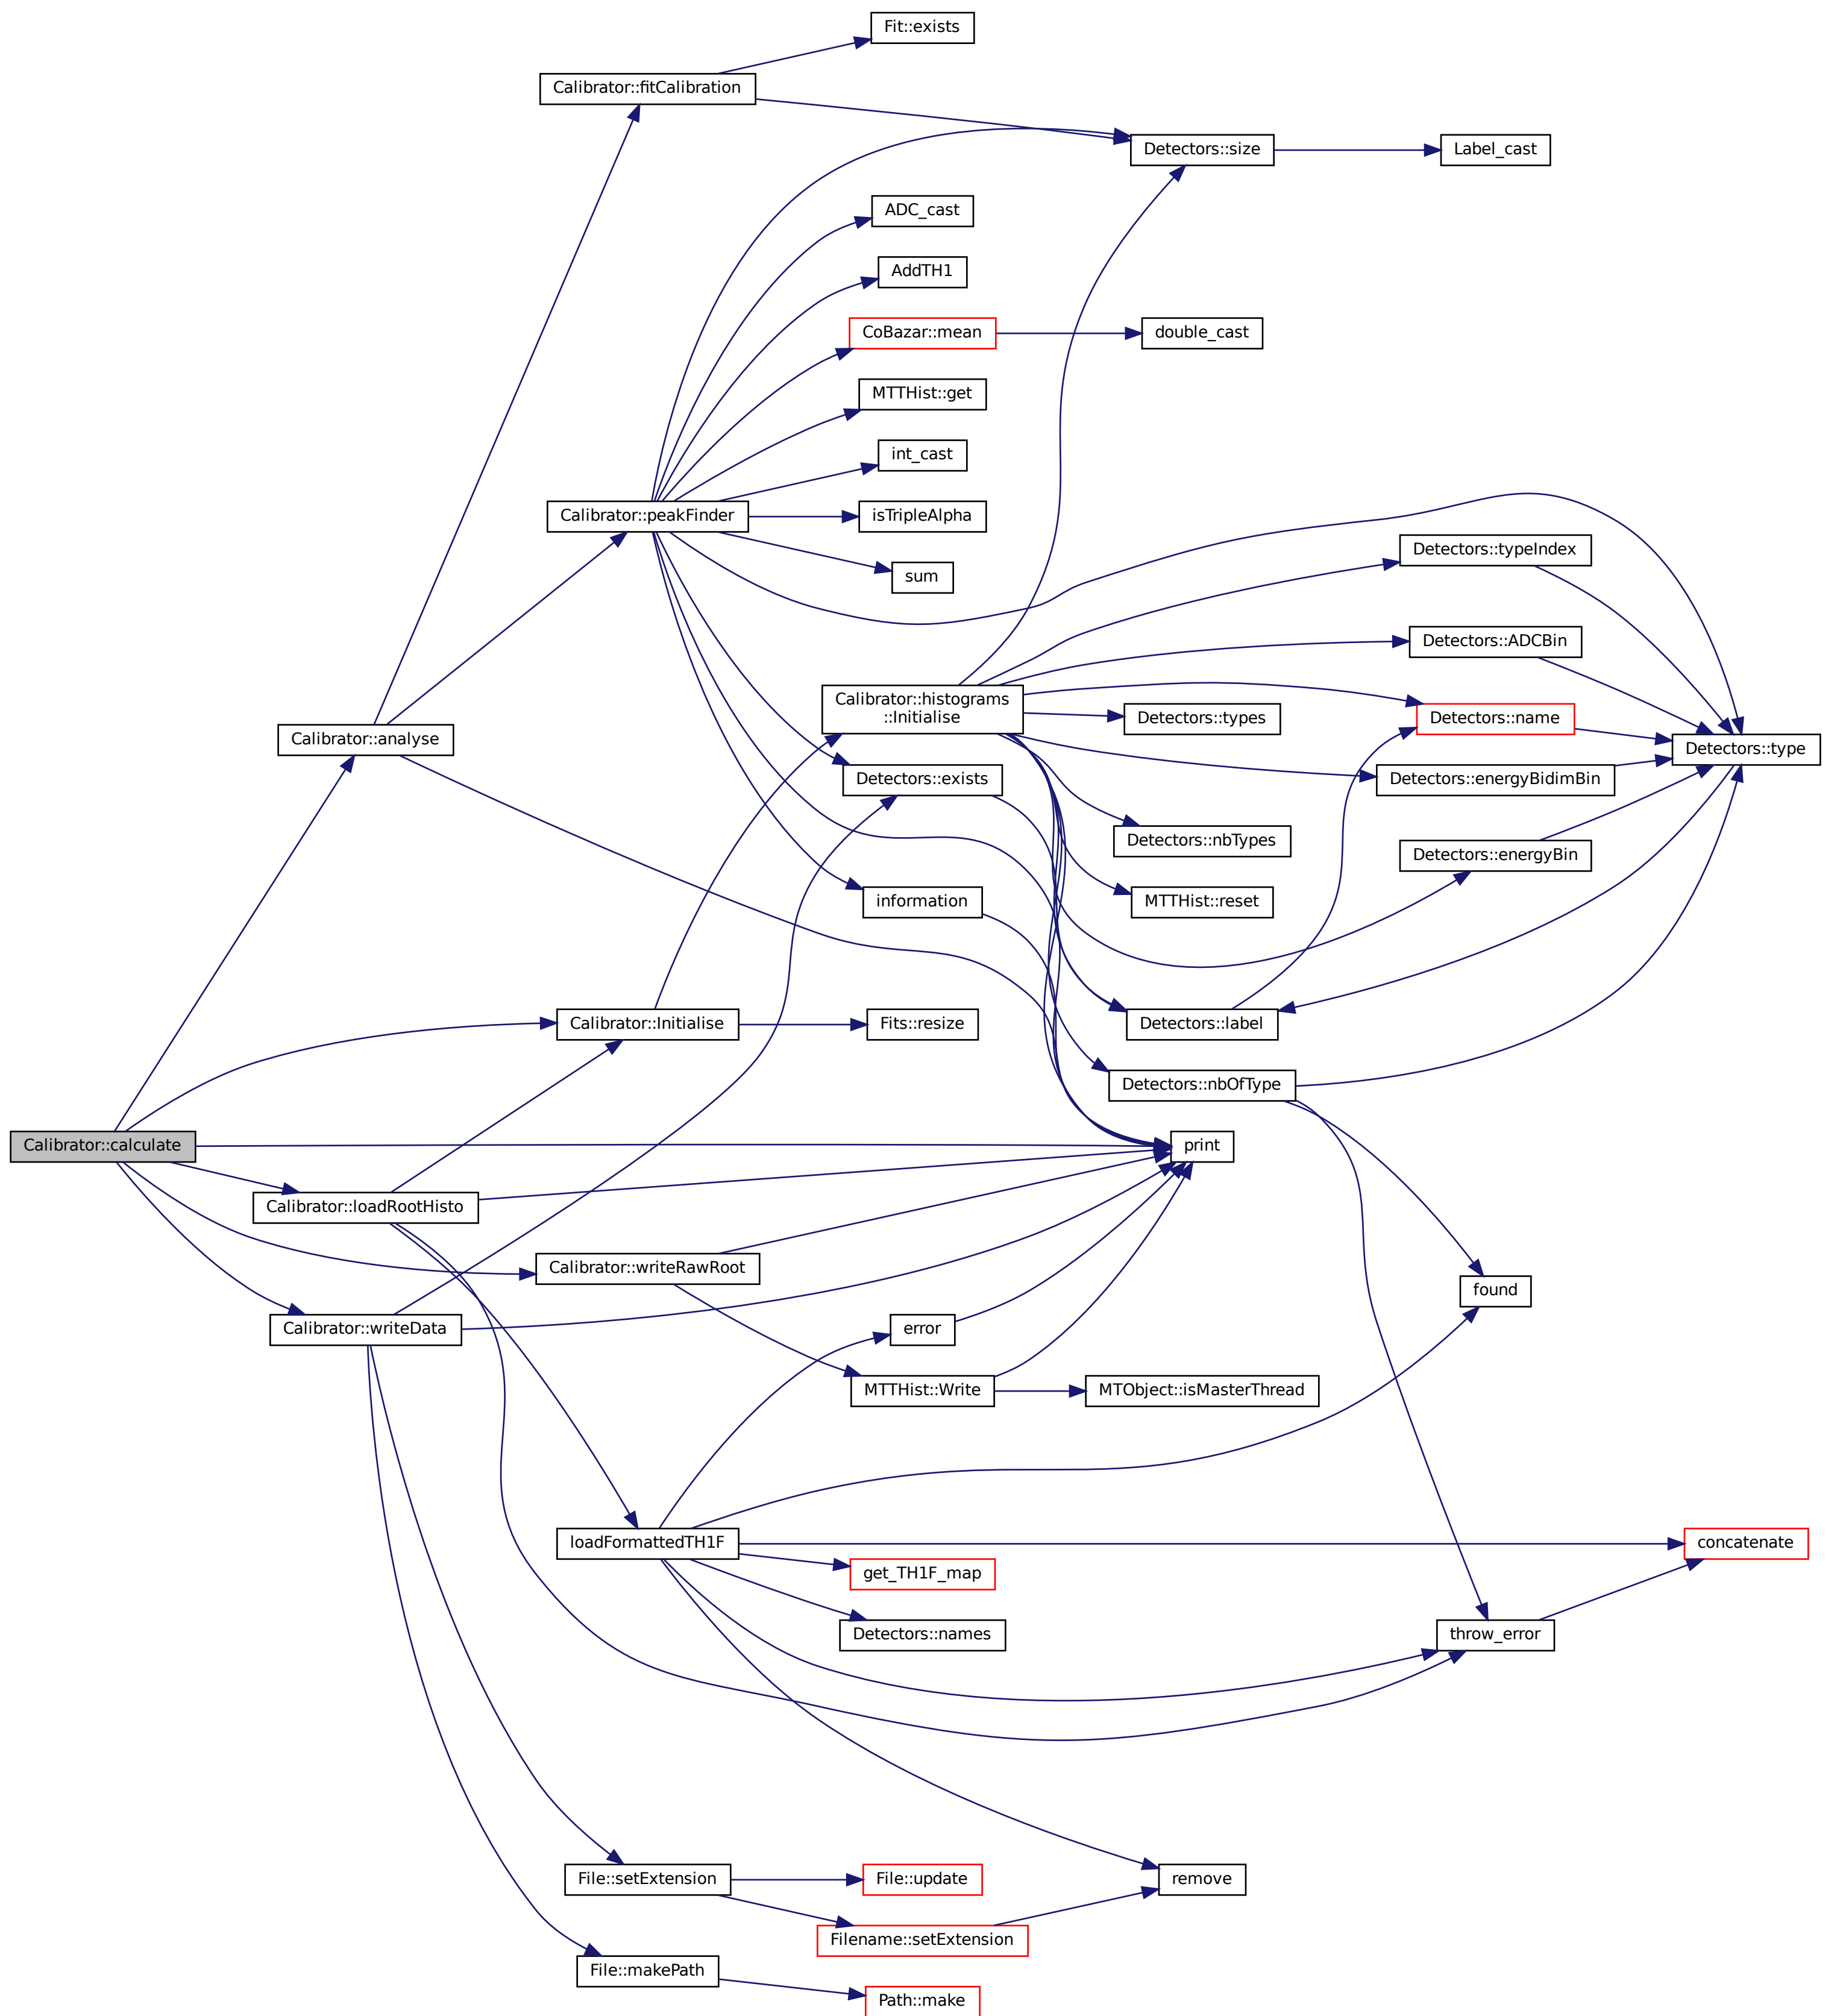 Fit::exists
Calibrator::fitCalibration
Detectors::size
Label_cast
ADC_cast
AddTH1
CoBazar::mean
double_cast
MTTHist::get
int_cast
Calibrator::peakFinder
isTripleAlpha
Detectors::typeIndex
sum
Detectors::ADCBin
Calibrator::histograms
::Initialise
Detectors::types
Detectors::name
Calibrator::analyse
Detectors::type
Detectors::exists
Detectors::energyBidimBin
Detectors::nbTypes
Detectors::energyBin
information
MTTHist::reset
Calibrator::Initialise
Fits::resize
Detectors::label
Detectors::nbOfType
Calibrator::calculate
print
Calibrator::loadRootHisto
Calibrator::writeRawRoot
found
Calibrator::writeData
error
MTTHist::Write
MTObject::isMasterThread
loadFormattedTH1F
concatenate
get_TH1F_map
Detectors::names
throw_error
File::setExtension
File::update
remove
Filename::setExtension
File::makePath
Path::make